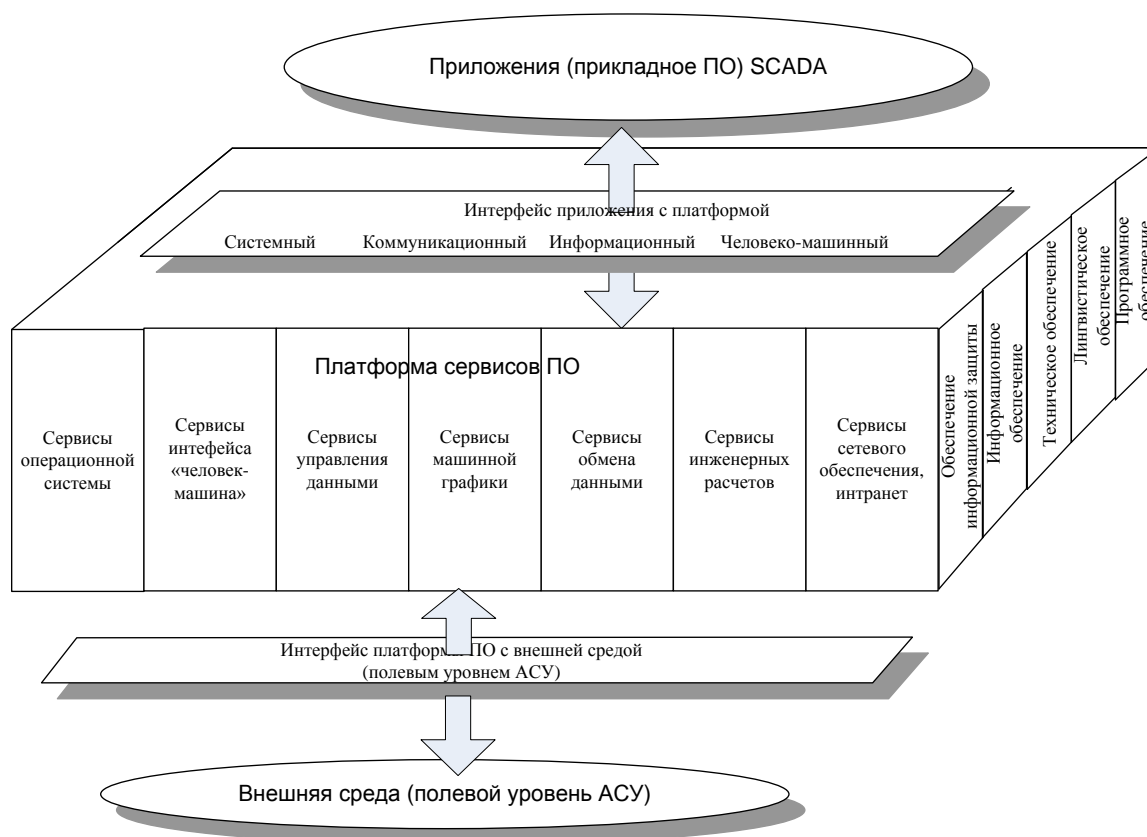 Приложения (прикладное ПО) SCADA
Интерфейс приложения с платформой
Системный Коммуникационный Информационный Человеко-машинный
Платформа сервисов ПО
Сервисы
операционной
системы
Сервисы
интефейса
«человек-
машина»
Сервисы
управления
данными
Сервисы
машинной
графики
Сервисы
обмена
данными
Сервисы
инженерных
расчетов
Сервисы
сетевого
обеспечения,
интранет
Обеспечение
информационной защиты
Информационное
обеспечение
Техническое обеспечение
Лингвистическое
обеспечение
Программное
обеспечение
Интерфейс платформы ПО с внешней средой
(полевым уровнем АСУ)
Внешняя среда (полевой уровень АСУ)